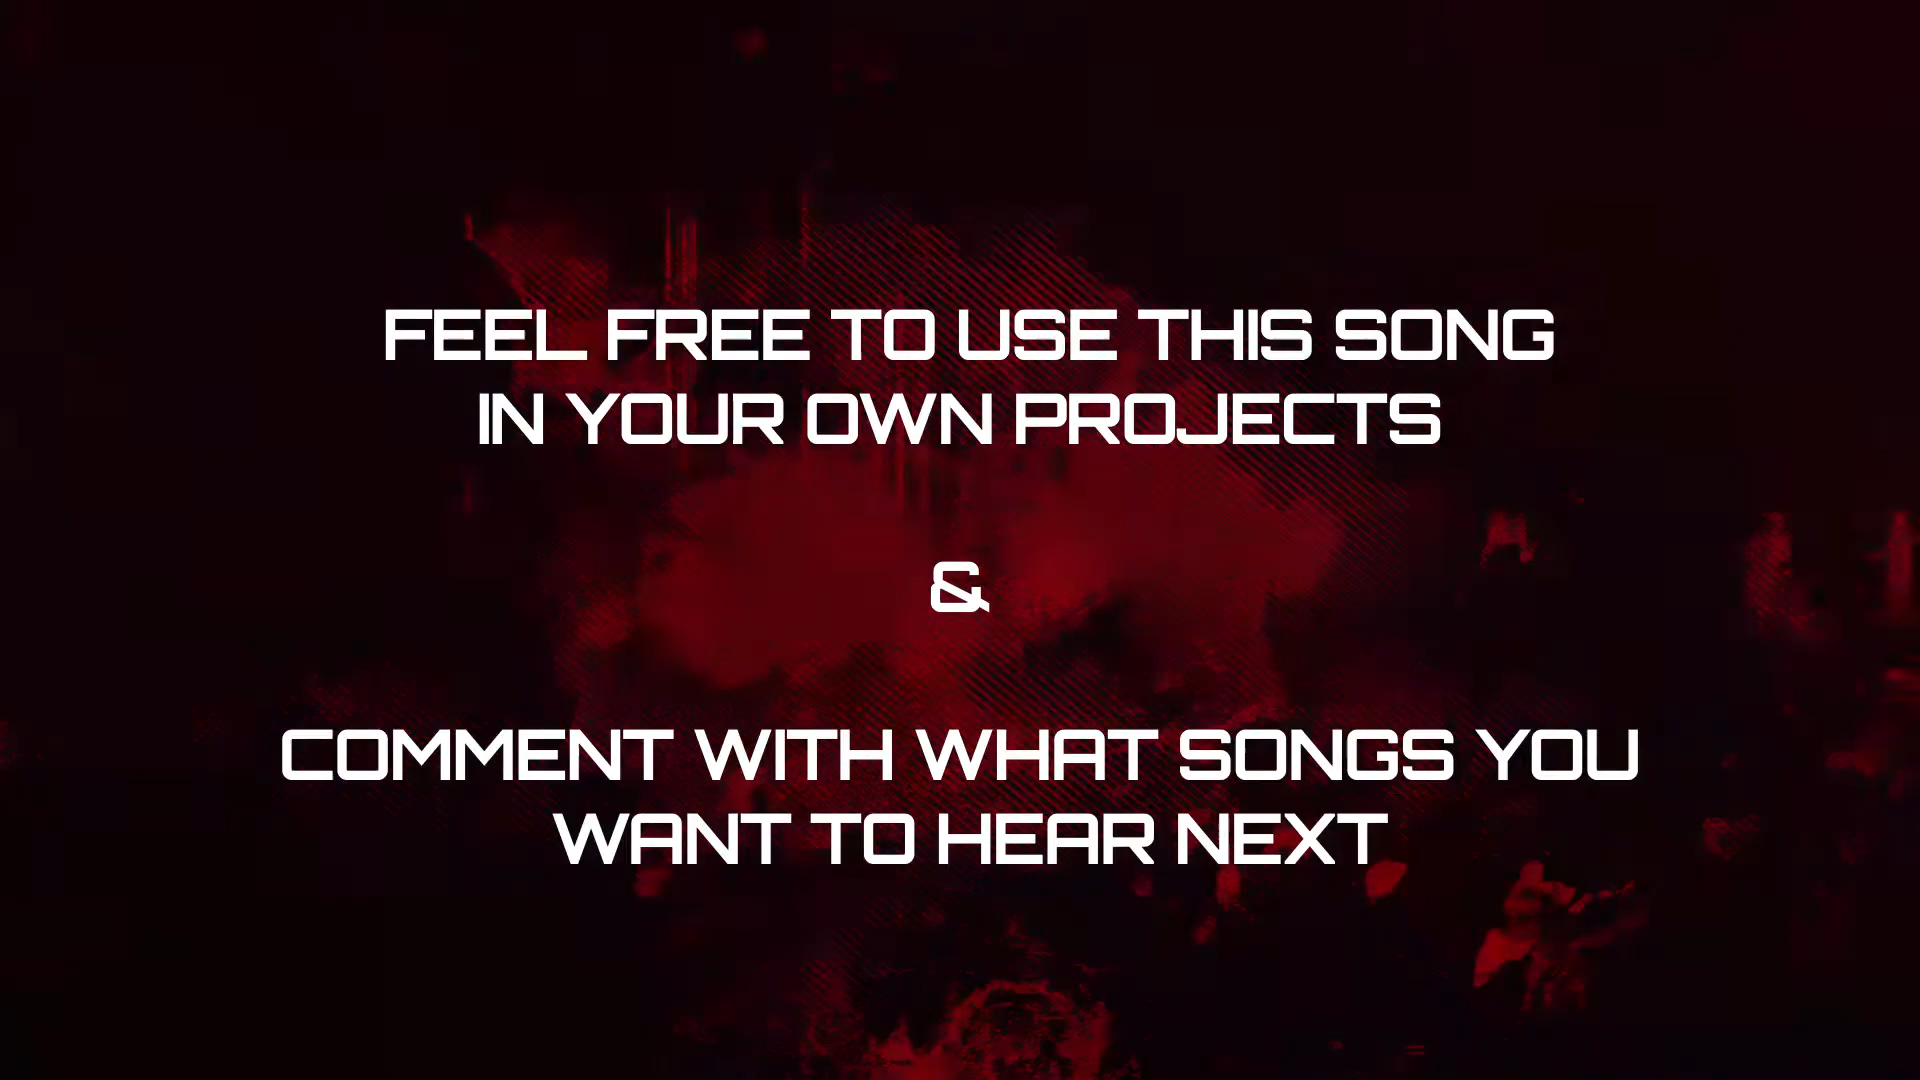 FEEL FREE TO USE THIS SONG
IN YOUR OWN PROJECTS
&
COMMENT WITH WHAT SONGS YOU
WANT TO HEAR NEXT